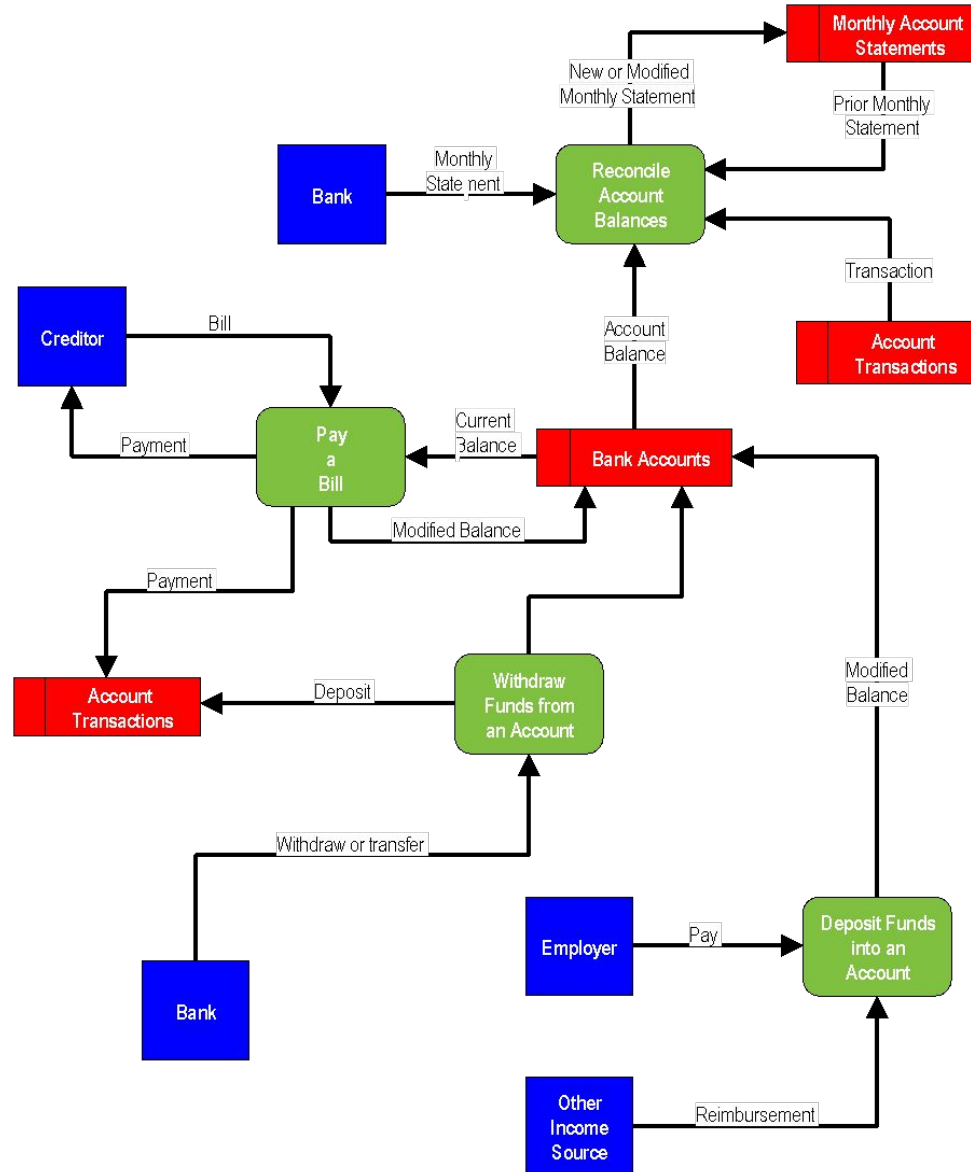 Monthly Account
Statements
New or Modified
Monthly Statement
Prior Monthly
Statement
Monthly
Statement
Bank
Reconcile
Account
Balances
Transaction
Bill
Creditor
Account
Balance
Account
Transactions
Current
Balance
Pay
a
Bill
Payment
Bank Accounts
Modified Balance
Payment
Modified
Balance
Account
Transactions
Deposit
Withdraw
Funds from
an Account
Withdraw or transfer
Employer
Pay
Deposit Funds
into an
Account
Bank
Other
Income
Source
Reimbursement